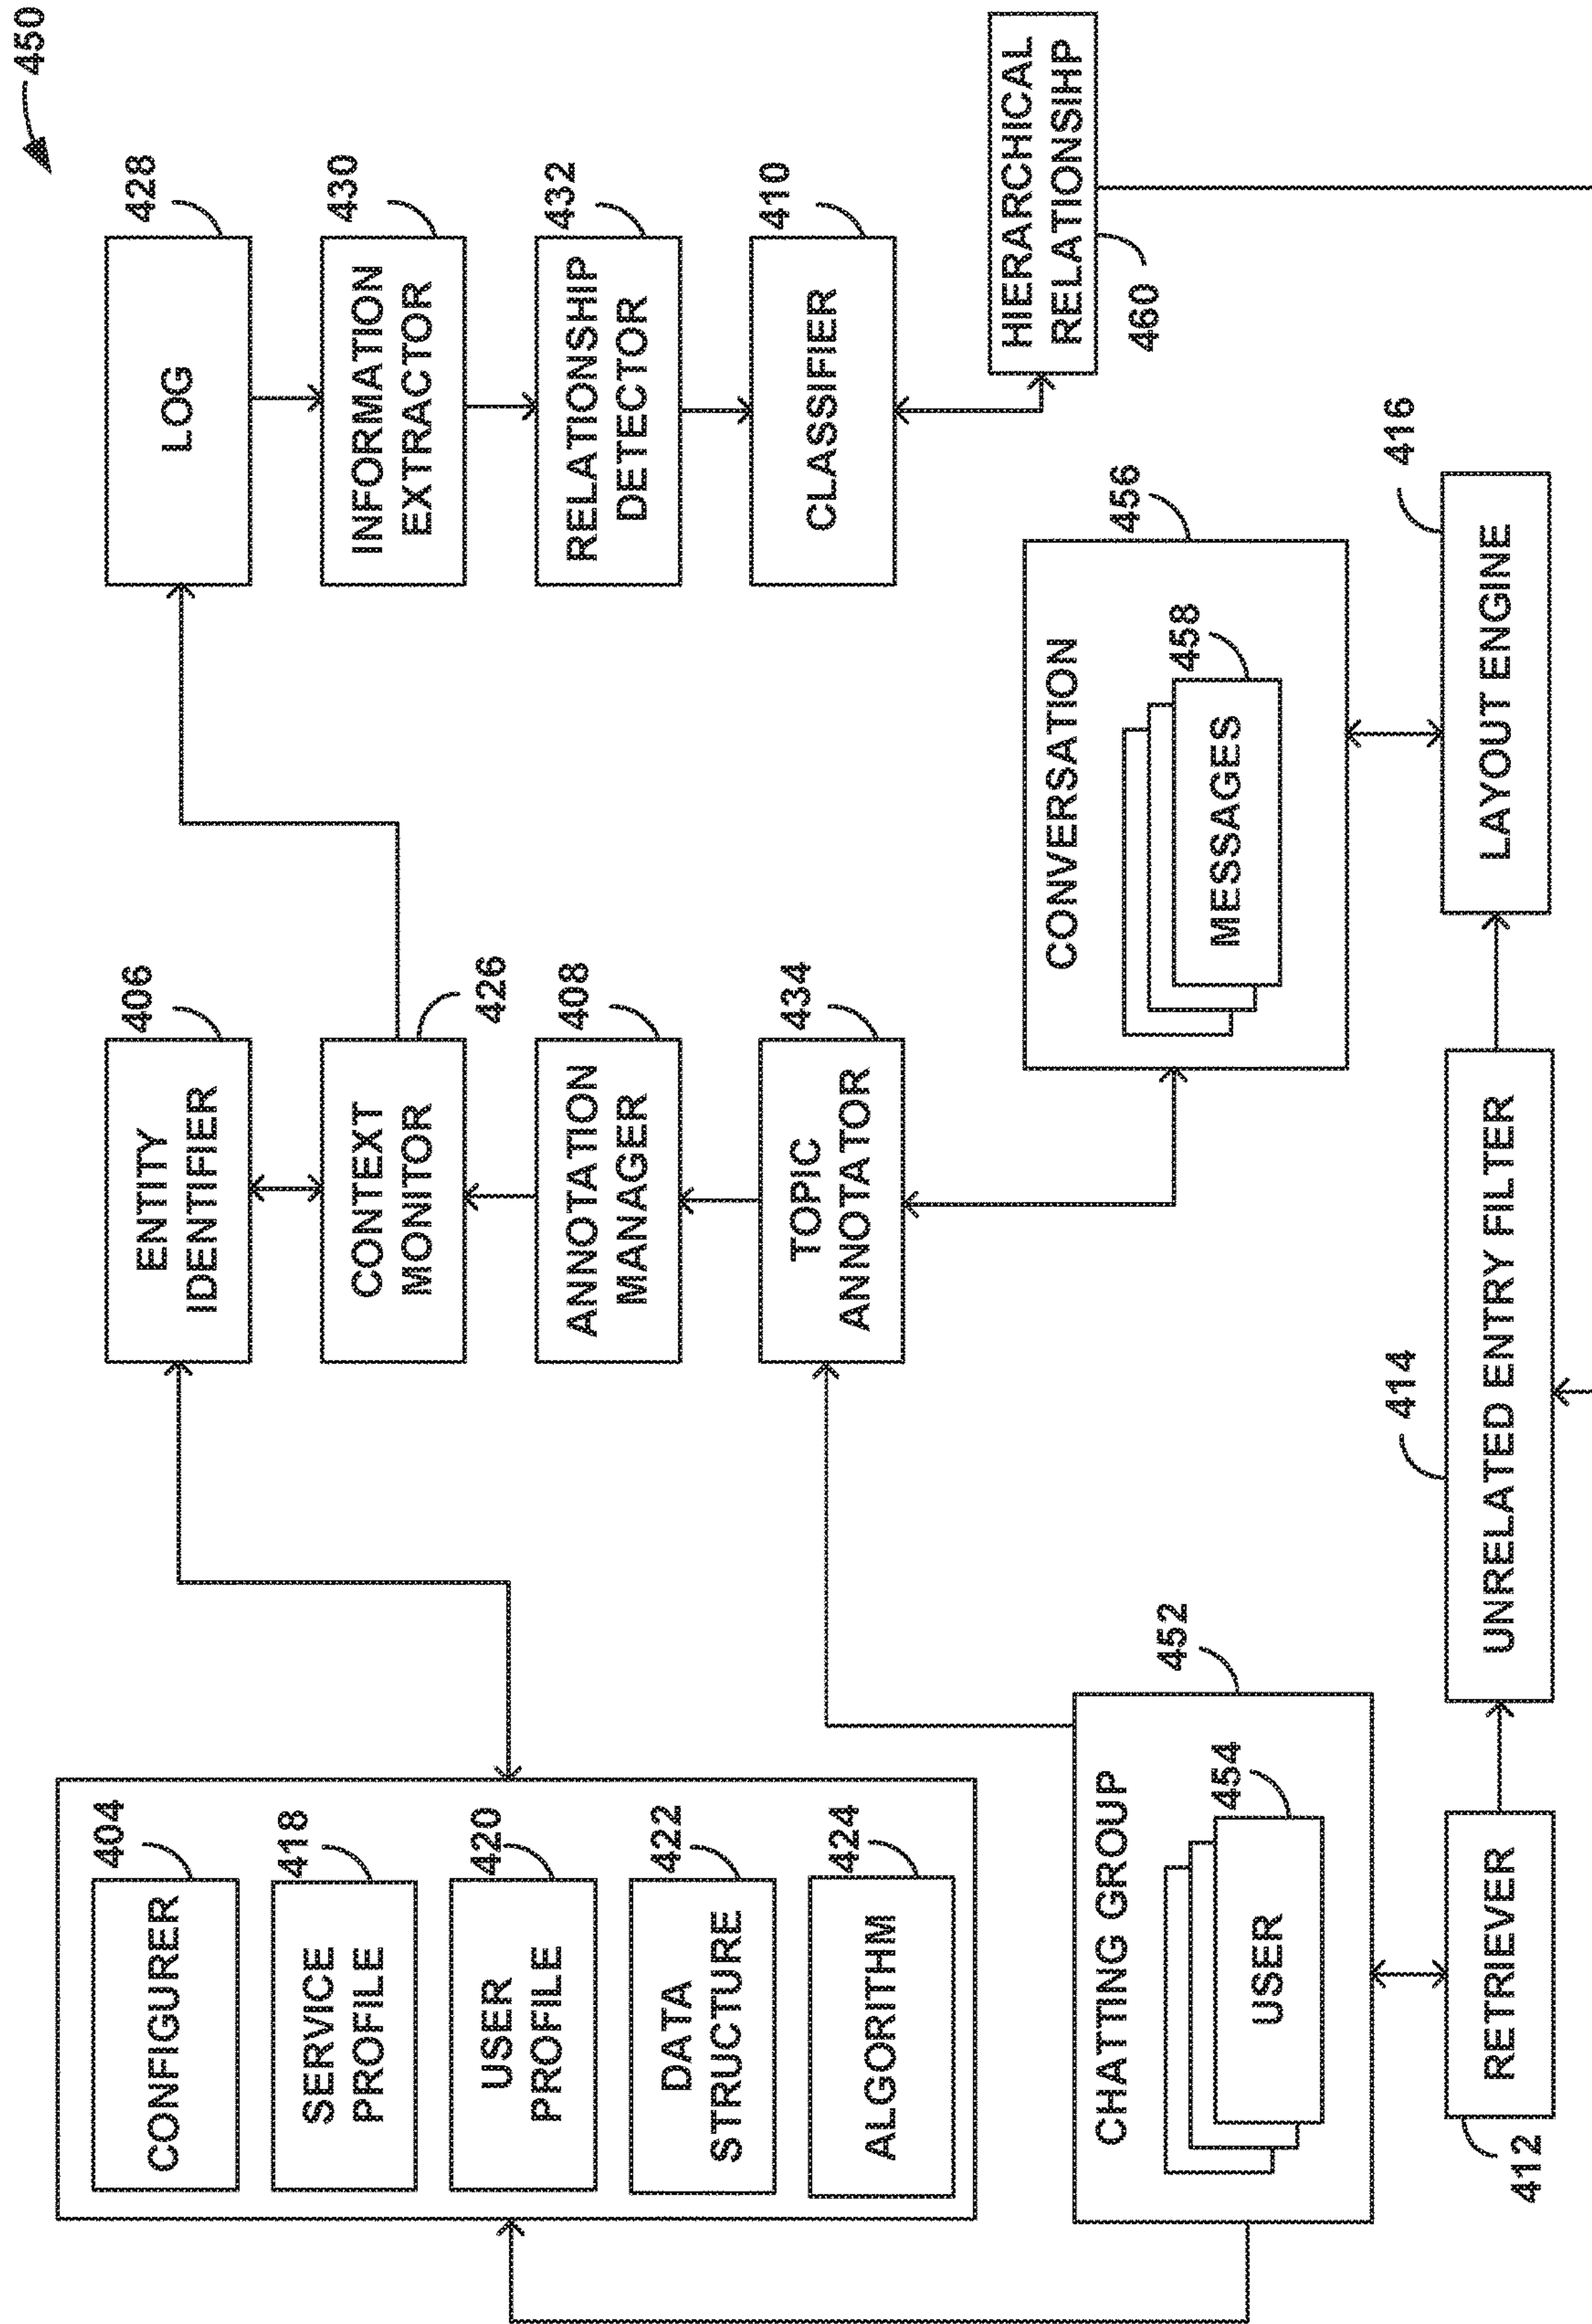 450
CONFIGURER
404
SERVICE
PROFILE
418
USER
PROFILE
420
DATA
STRUCTURE
422
ALGORITHM
424
ENTITY
IDENTIFIER
406
CONTEXT
MONITOR
426
ANNOTATION
MANAGER
408
TOPIC
ANNOTATOR
434
LOG
428
INFORMATION
EXTRACTOR
430
RELATIONSHIP
DETECTOR
432
CLASSIFIER
410
CHATTING GROUP
452
USER
454
CONVERSATION
456
MESSAGES
458
HIERARCHICAL
RELATIONSIHP
460
RETRIEVER
412
UNRELATED ENTRY FILTER
414
LAYOUT ENGINE
416